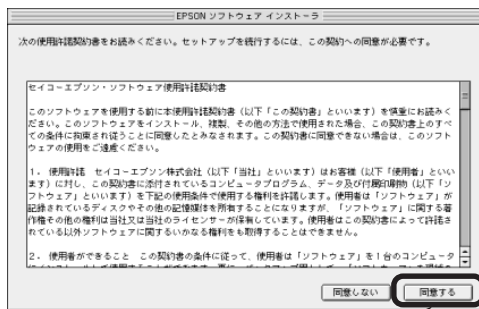 EPSON ソフトウェア インストーラ
次の使用許諾契約書をお読みください。セットアップを続行するには、この契約への同意が必要です。
セイコーエプソン・ソフトウェア使用許諾契約書
このソフトウェアを使用する前に本使用許諾契約書（以下「この契約書」といいます）を慎重にお読みく
ださい。このソフトウェアをインストール、複製、その他の方法で使用された場合、この契約書上のすべ
ての条件に拘束され従うことに同意したとみなされます。この契約書に同意できない場合は、このソフト
ウェアの使用をご遠慮ください。
1. 使用許諾 セイコーエプソン株式会社（以下「当社」といいます）はお客様（以下「使用者」といい
ます）に対し、この契約書に添付されているコンピュータプログラム、データ及び付属印刷物（以下「ソ
フトウェア」といいます）を下記の使用条件で使用する権利を許諾します。使用者は「ソフトウェア」が
記録されているディスクやその他の記憶媒体を所有することになりますが、「ソフトウェア」に関する著
作権その他の権利は当社又は当社のライセンサーが保有しています。使用者はこの契約書によって許諾さ
れている以外ソフトウェアに関するいかなる権利をも取得することはできません。
2. 使用者ができること この契約書の条件に従って、使用者は「ソフトウェア」を1台のコンピュータ
同意しない 同意する